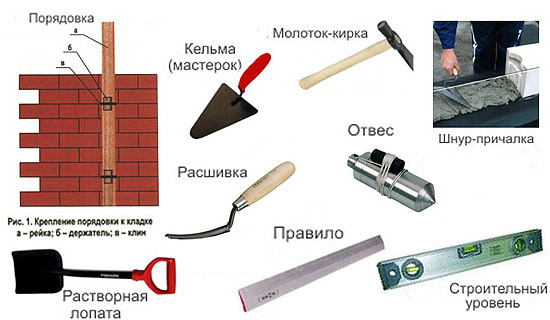 Порядовка
а
б
в
Рис. 1. Крепление порядовки к кладке
а – рейка; б – держатель; в – клин
Кельма
(мастерок)
Молоток-кирка
Шнур-причалка
Отвес
Расшивка
Правило
Растворная
лопата
Строительный
уровень